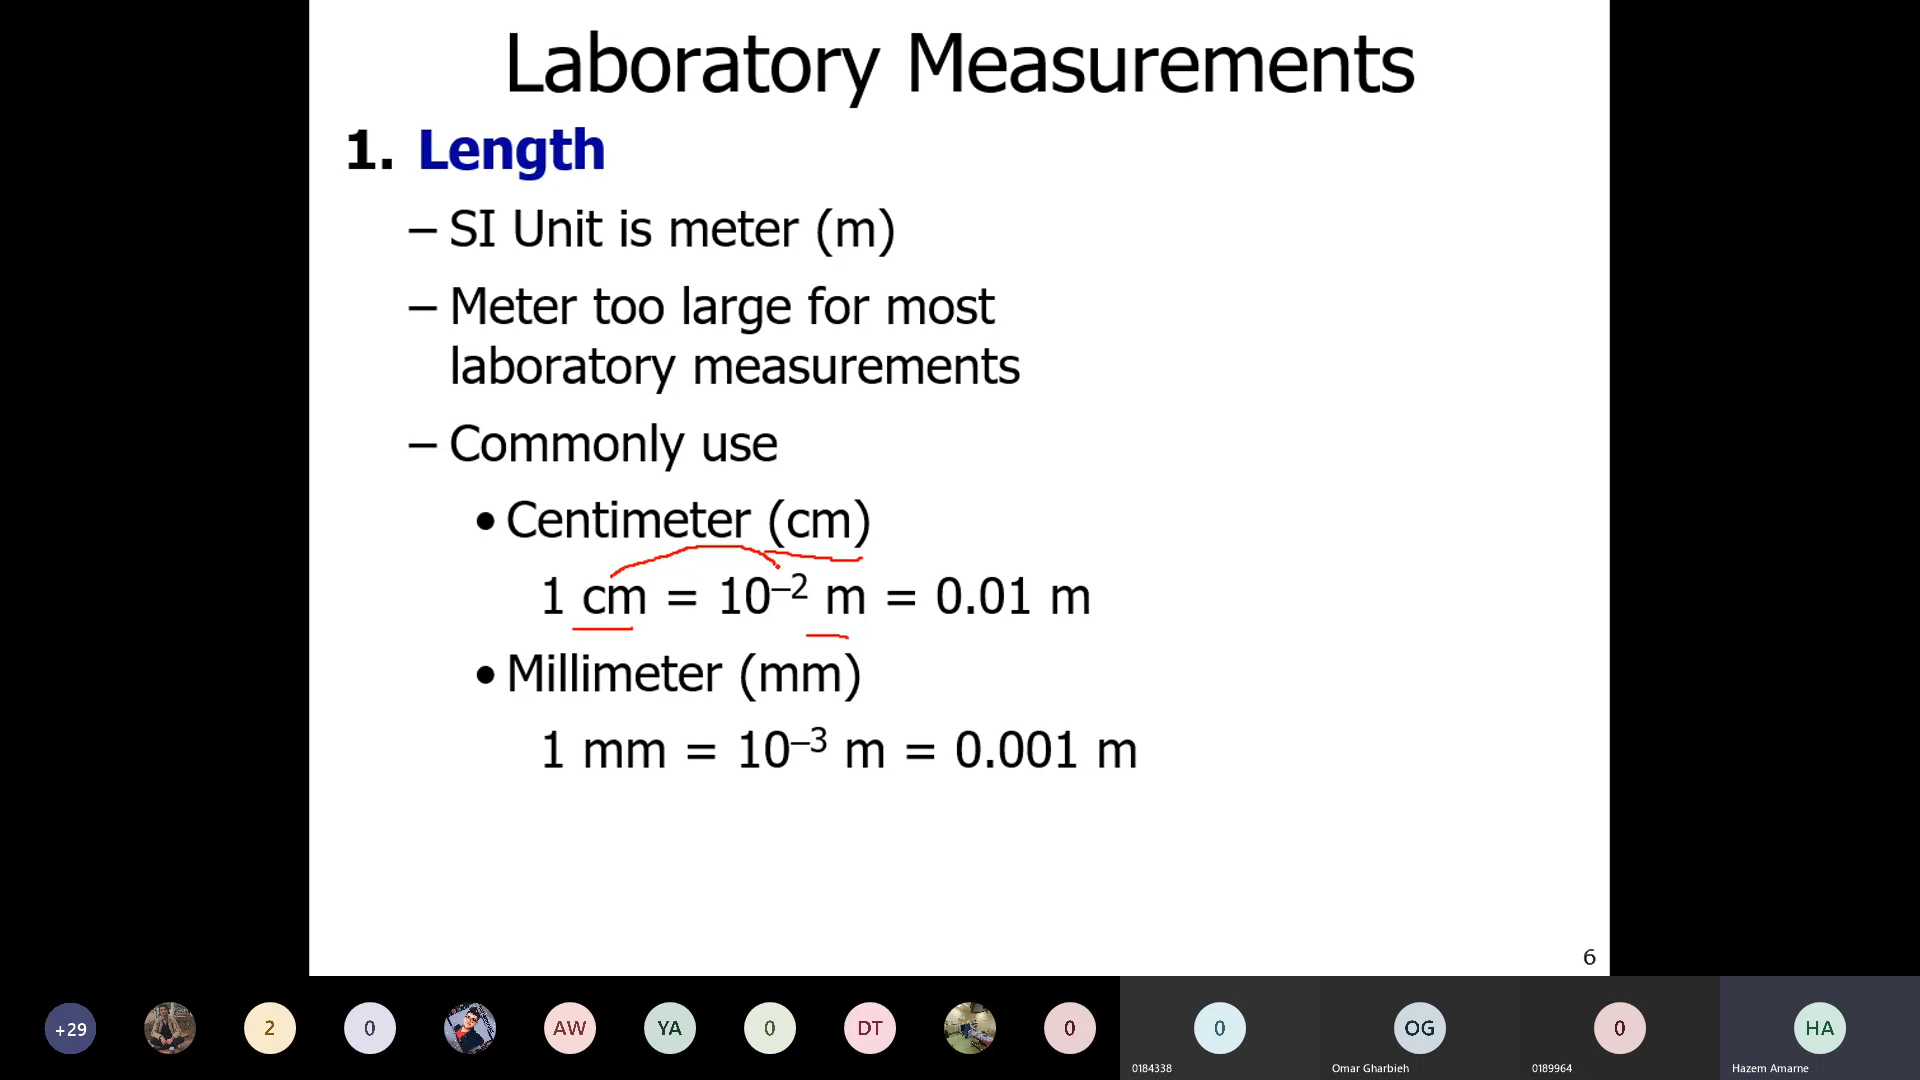 Laboratory Measurements
1. Length
– SI Unit is meter (m)
– Meter too large for most
laboratory measurements
– Commonly use
• Centimeter (cm)
1 cm = 10⁻² m = 0.01 m
• Millimeter (mm)
1 mm = 10⁻³ m = 0.001 m
6
+29 2 0 AW YA 0 DT 0 0 OG 0 HA
0184338 Omar Gharbieh 0189964 Hazem Amarne